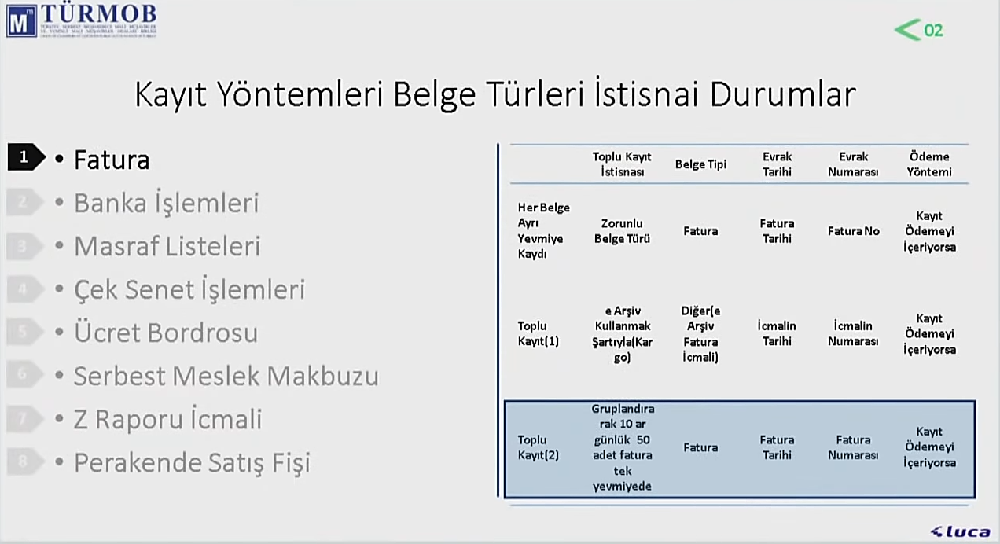 TÜRMOB
02
Kayıt Yöntemleri Belge Türleri İstisnai Durumlar
1 • Fatura
2 • Banka İşlemleri
3 • Masraf Listeleri
4 • Çek Senet İşlemleri
5 • Ücret Bordrosu
6 • Serbest Meslek Makbuzu
7 • Z Raporu İcmali
8 • Perakende Satış Fişi
Toplu Kayıt
İstisnası
Belge Tipi
Evrak
Tarihi
Evrak
Numarası
Ödeme
Yöntemi
Her Belge
Ayrı
Yevmiye
Kaydı
Zorunlu
Belge Türü
Fatura
Fatura
Tarihi
Fatura No
Kayıt
Ödemeyi
İçeriyorsa
Toplu
Kayıt(1)
e Arşiv
Kullanmak
Şartıyla(Kar
go)
Diğer(e
Arşiv
Fatura
İcmali)
İcmalin
Tarihi
İcmalin
Numarası
Kayıt
Ödemeyi
İçeriyorsa
Toplu
Kayıt(2)
Gruplandıra
rak 10 ar
günlük 50
adet fatura
tek
yevmiyede
Fatura
Fatura
Tarihi
Fatura
Numarası
Kayıt
Ödemeyi
İçeriyorsa
luca